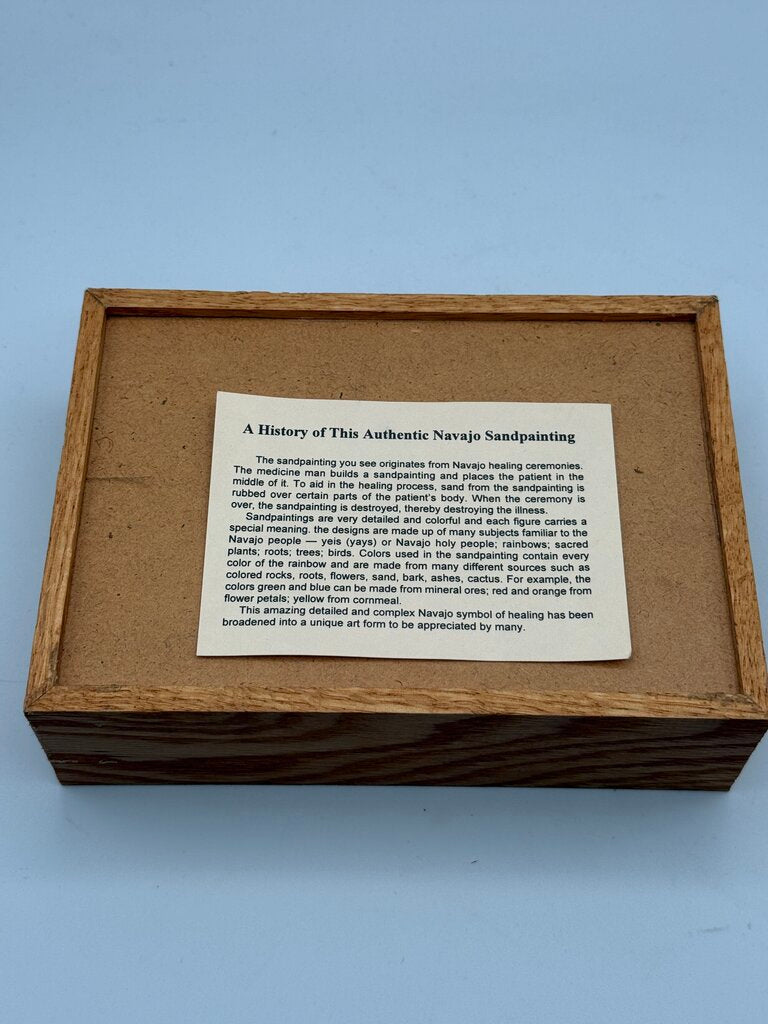 A History of This Authentic Navajo Sandpainting
The sandpainting you see originates from Navajo healing ceremonies.
The medicine man builds a sandpainting and places the patient in the
middle of it. To aid in the healing process, sand from the sandpainting is
rubbed over certain parts of the patient's body. When the ceremony is
over, the sandpainting is destroyed, thereby destroying the illness.
Sandpaintings are very detailed and colorful and each figure carries a
special meaning. the designs are made up of many subjects familiar to the
Navajo people — yeis (yays) or Navajo holy people; rainbows; sacred
plants; roots; trees; birds. Colors used in the sandpainting contain every
color of the rainbow and are made from many different sources such as
colored rocks, roots, flowers, sand, bark, ashes, cactus. For example, the
colors green and blue can be made from mineral ores; red and orange from
flower petals; yellow from cornmeal.
This amazing detailed and complex Navajo symbol of healing has been
broadened into a unique art form to be appreciated by many.